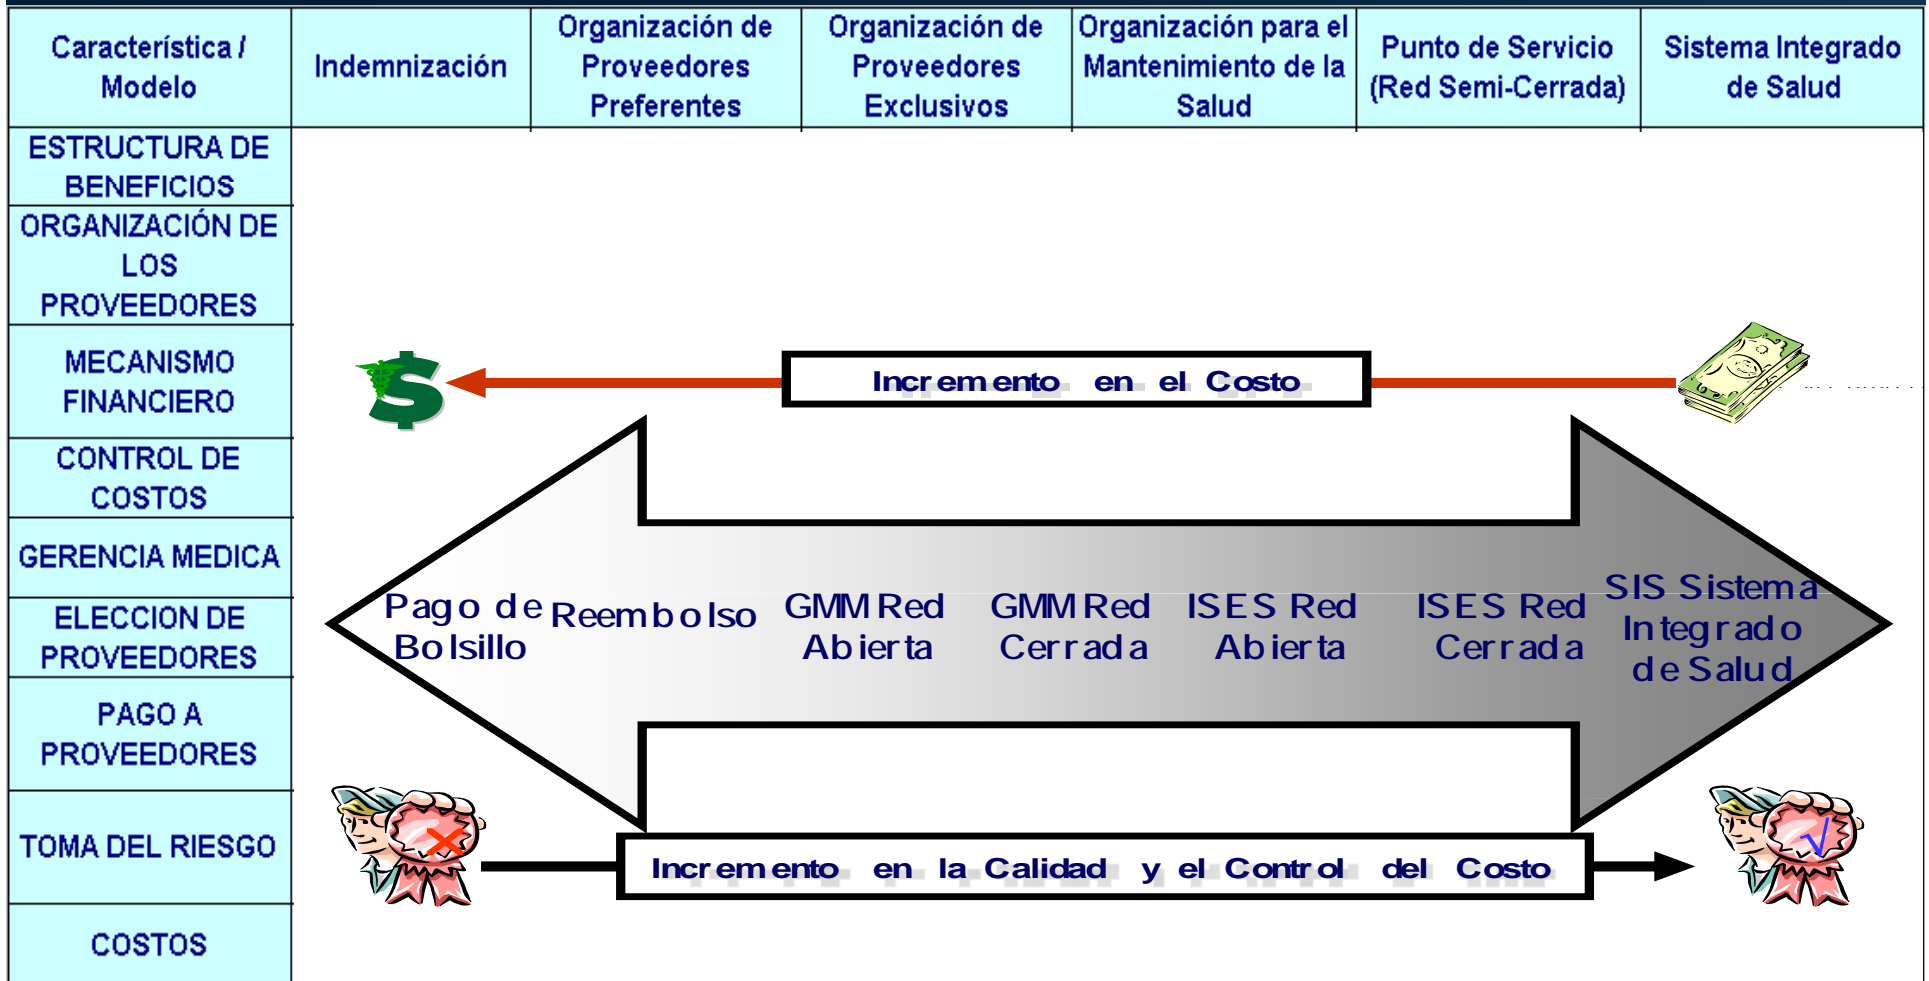 Característica /
Modelo
Indemnización
Organización de
Proveedores
Preferentes
Organización de
Proveedores
Exclusivos
Organización para el
Mantenimiento de la
Salud
Punto de Servicio
(Red Semi-Cerrada)
Sistema Integrado
de Salud
ESTRUCTURA DE
BENEFICIOS
ORGANIZACIÓN DE
LOS
PROVEEDORES
MECANISMO
FINANCIERO
Incremento en el Costo
CONTROL DE
COSTOS
GERENCIA MEDICA
ELECCION DE
PROVEEDORES
Pago de
Bolsillo
Reembolso
GMM Red
Abierta
GMM Red
Cerrada
ISES Red
Abierta
ISES Red
Cerrada
SIS Sistema
Integrado
de Salud
PAGO A
PROVEEDORES
TOMA DEL RIESGO
Incremento en la Calidad y el Control del Costo
COSTOS